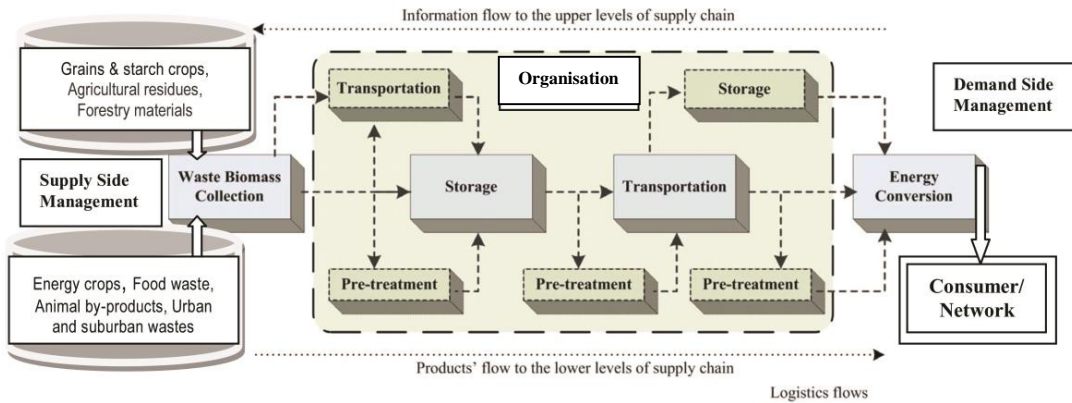 Information flow to the upper levels of supply chain
Grains & starch crops,
Agricultural residues,
Forestry materials
Transportation
Organisation
Storage
Demand Side
Management
Supply Side
Management
Waste Biomass
Collection
Storage
Transportation
Energy
Conversion
Energy crops, Food waste,
Animal by-products, Urban
and suburban wastes
Pre-treatment
Pre-treatment
Pre-treatment
Consumer/
Network
Products' flow to the lower levels of supply chain
Logistics flows